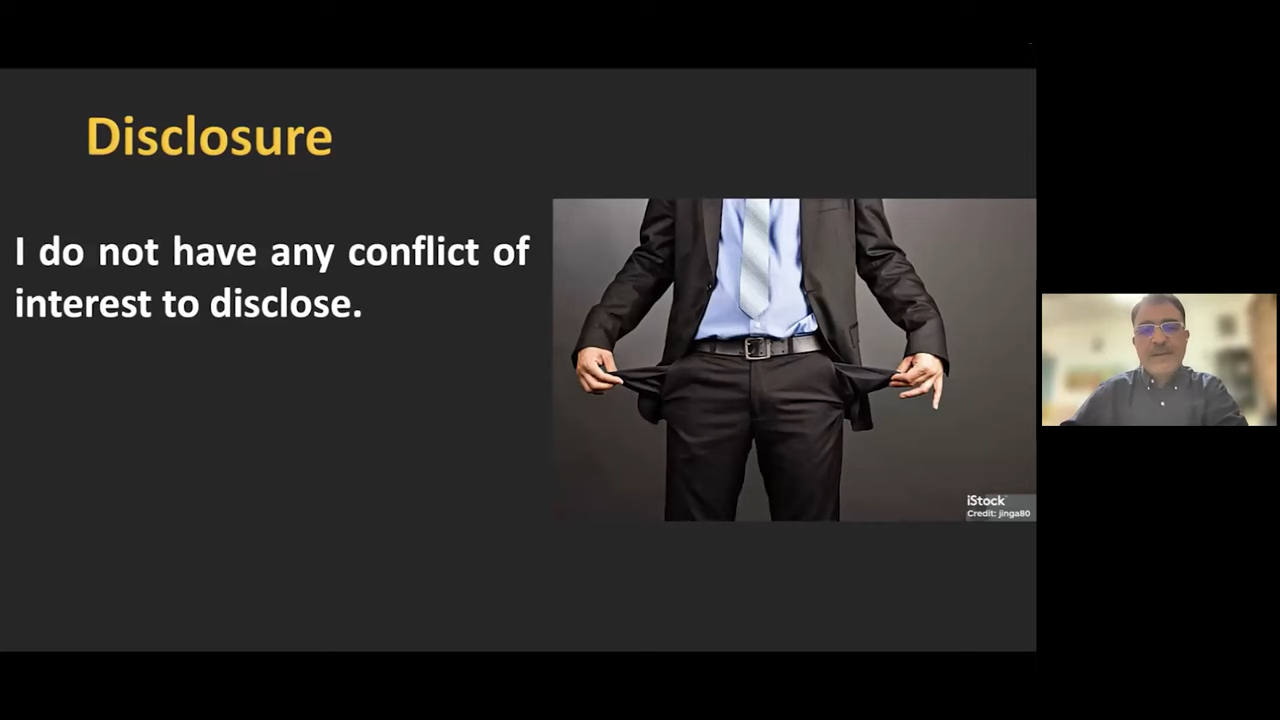 Disclosure
I do not have any conflict of
interest to disclose.
iStock
Credit: jinga80